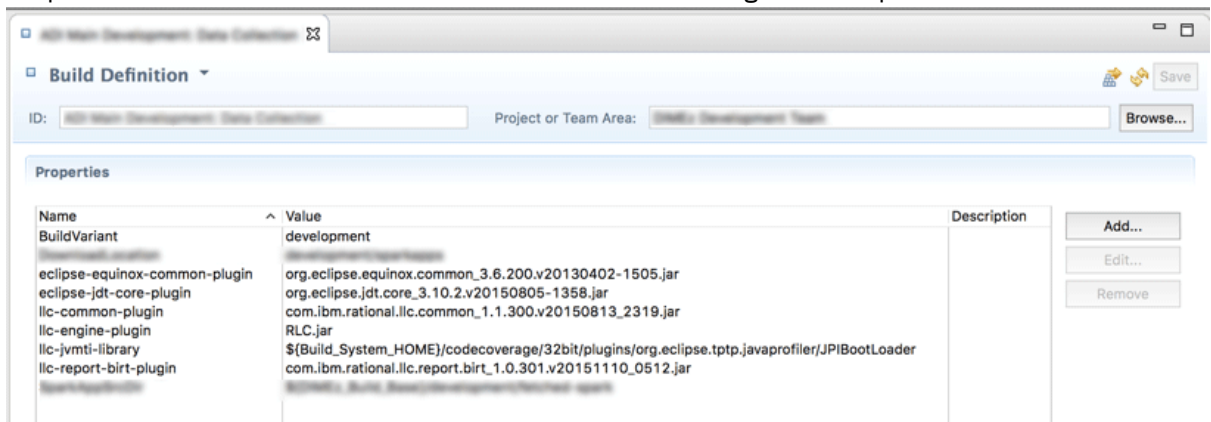 Build Definition
Save
ID: Project or Team Area: Browse...
Properties
Name Value Description
Add...
BuildVariant development
Edit...
eclipse-equinox-common-plugin org.eclipse.equinox.common_3.6.200.v20130402-1505.jar
eclipse-jdt-core-plugin org.eclipse.jdt.core_3.10.2.v20150805-1358.jar
Remove
llc-common-plugin com.ibm.rational.llc.common_1.1.300.v20150813_2319.jar
llc-engine-plugin RLC.jar
llc-jvmti-library ${Build_System_HOME}/codecoverage/32bit/plugins/org.eclipse.tptp.javaprofiler/JPIBootLoader
llc-report-birt-plugin com.ibm.rational.llc.report.birt_1.0.301.v20151110_0512.jar